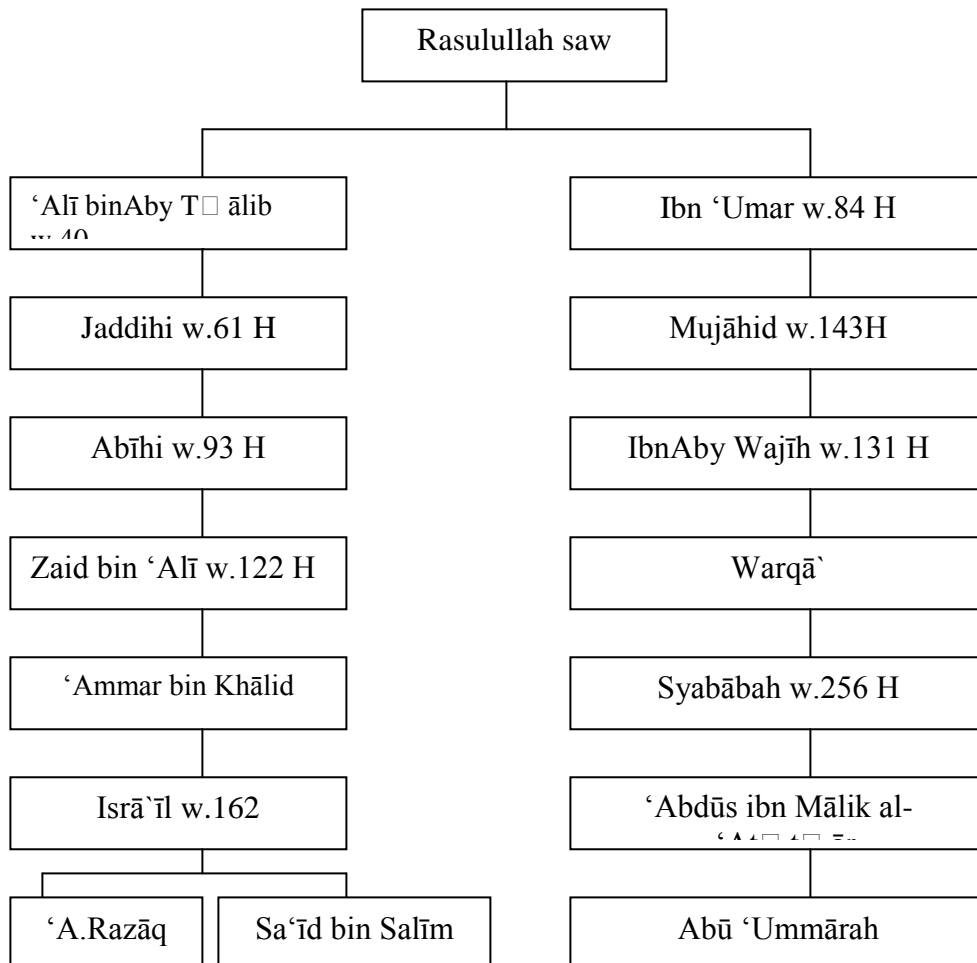 Rasulullah saw
‘Alī binAby T□ ālib
w.40
Ibn ‘Umar w.84 H
Jaddihi w.61 H
Mujāhid w.143H
Abīhi w.93 H
IbnAby Wajīh w.131 H
Zaid bin ‘Alī w.122 H
Warqā`
‘Ammar bin Khālid
Syabābah w.256 H
Isrā`īl w.162
‘Abdūs ibn Mālik al-
‘A.Razāq
Sa‘īd bin Salīm
Abū ‘Ummārah